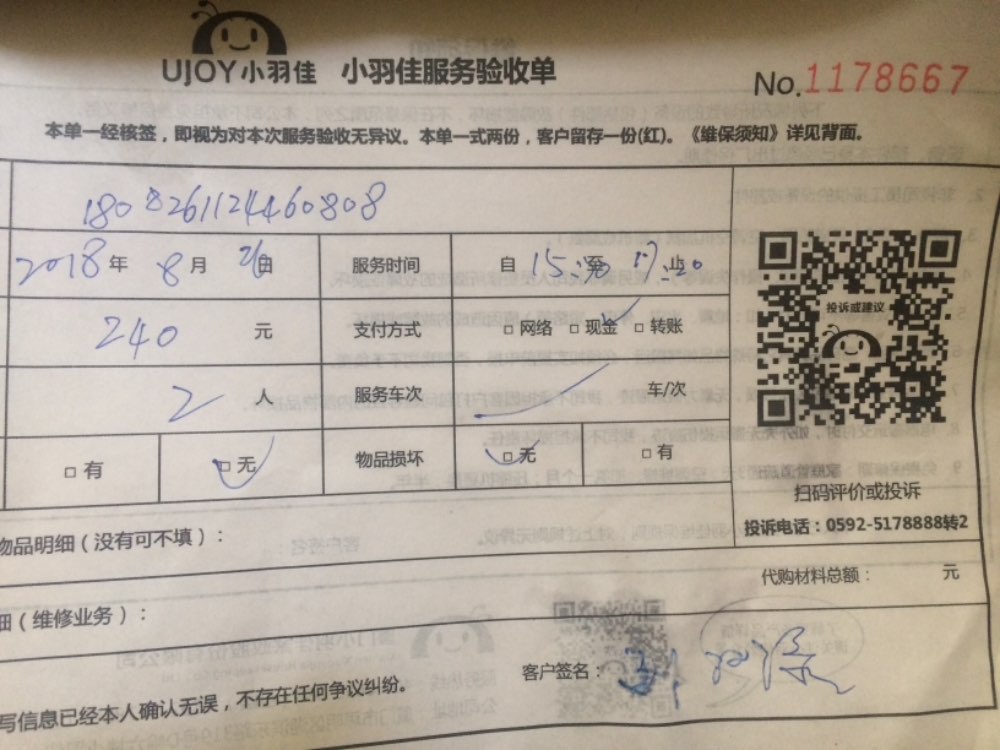 UJOY小羽佳 小羽佳服务验收单
No.1178667
本单一经核签，即视为对本次服务验收无异议。本单一式两份，客户留存一份(红)。《维保须知》详见背面。
1808261124460808
2018年 8月 26日 服务时间 自 15: 至 17:20 止
240 元 支付方式 □网络 □现金 □转账
投诉或建议
2 人 服务车次 车/次
□有 □无 物品损坏 □无 □有
扫码评价或投诉
投诉电话：0592-5178888转2
物品明细（没有可不填）：
代购材料总额： 元
细（维修业务）：
客户签名：
写信息已经本人确认无误，不存在任何争议纠纷。